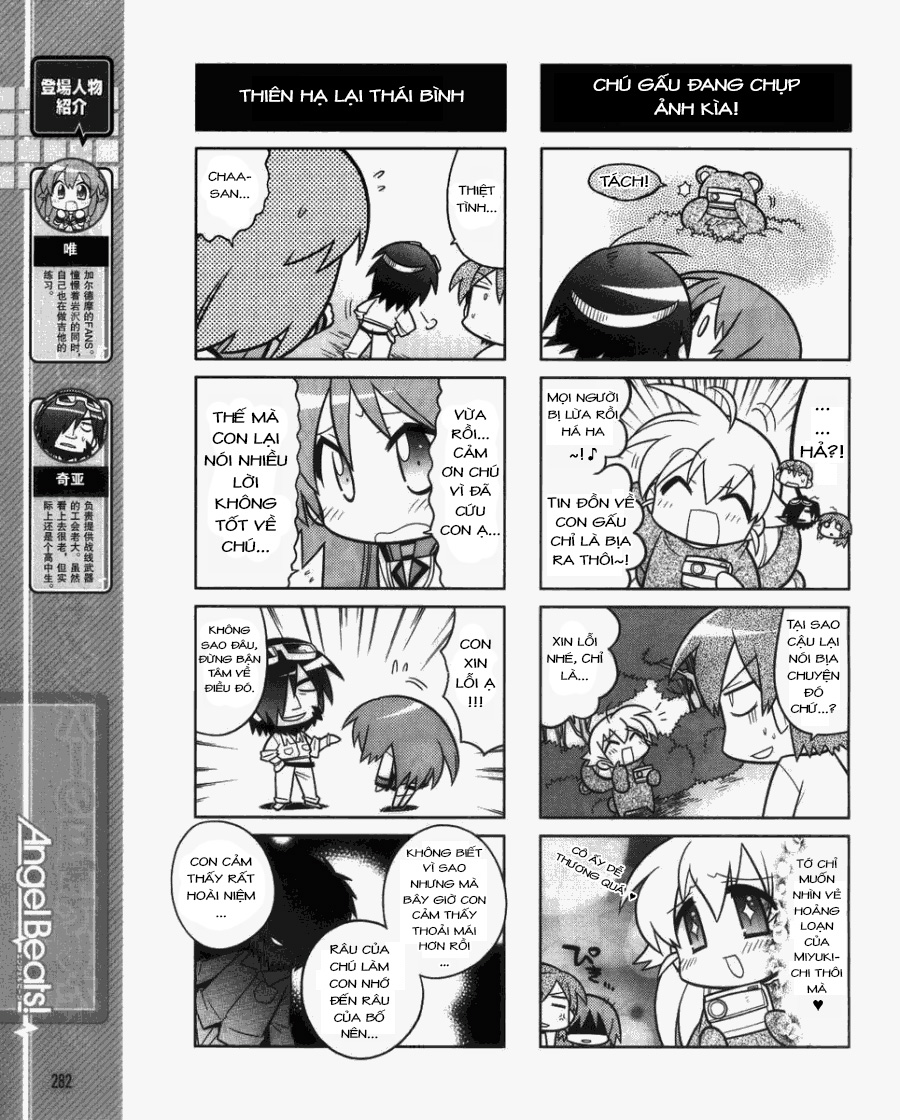 登場人物
紹介
唯
加尔德摩的FANS。
憧憬着岩沢的同时,
自己也在做吉他的
练习。
奇亚
负责提供战线武器
的工会老大。虽然
看上去很老,但实
际上还是个高中生。
Angel Beats!
282
CHÚ GẤU ĐANG CHỤP
ẢNH KÌA!
TÁCH!
...
...
HẢ?!
MỌI NGƯỜI
BỊ LỪA RỒI
HÁ HA
~!♪
TIN ĐỒN VỀ
CON GẤU
CHỈ LÀ BỊA
RA THÔI~!
TẠI SAO
CẬU LẠI
NÓI BỊA
CHUYỆN
ĐÓ
CHỨ...?
XIN LỖI
NHÉ, CHỈ
LÀ...
TỚ CHỈ
MUỐN
NHÌN VẺ
HOẢNG
LOẠN
CỦA
MIYUKI-
CHI THÔI
MÀ
♥
CÔ ẤY DỄ
THƯƠNG QUÁ ♥
THIÊN HẠ LẠI THÁI BÌNH
THIỆT
TÌNH...
CHAA-
SAN...
VỪA
RỒI...
CẢM
ƠN CHÚ
VÌ ĐÃ
CỨU
CON Ạ...
THẾ MÀ
CON LẠI
NÓI NHIỀU
LỜI
KHÔNG
TỐT VỀ
CHÚ...
CON
XIN
LỖI Ạ
!!!
KHÔNG
SAO ĐÂU,
ĐỪNG BẬN
TÂM VỀ
ĐIỀU ĐÓ.
KHÔNG BIẾT
VÌ SAO
NHƯNG MÀ
BÂY GIỜ CON
CẢM THẤY
THOẢI MÁI
HƠN RỒI
...
RÂU CỦA
CHÚ LÀM
CON NHỚ
ĐẾN RÂU
CỦA BỐ
NÊN...
CON CẢM
THẤY RẤT
HOÀI NIỆM
...